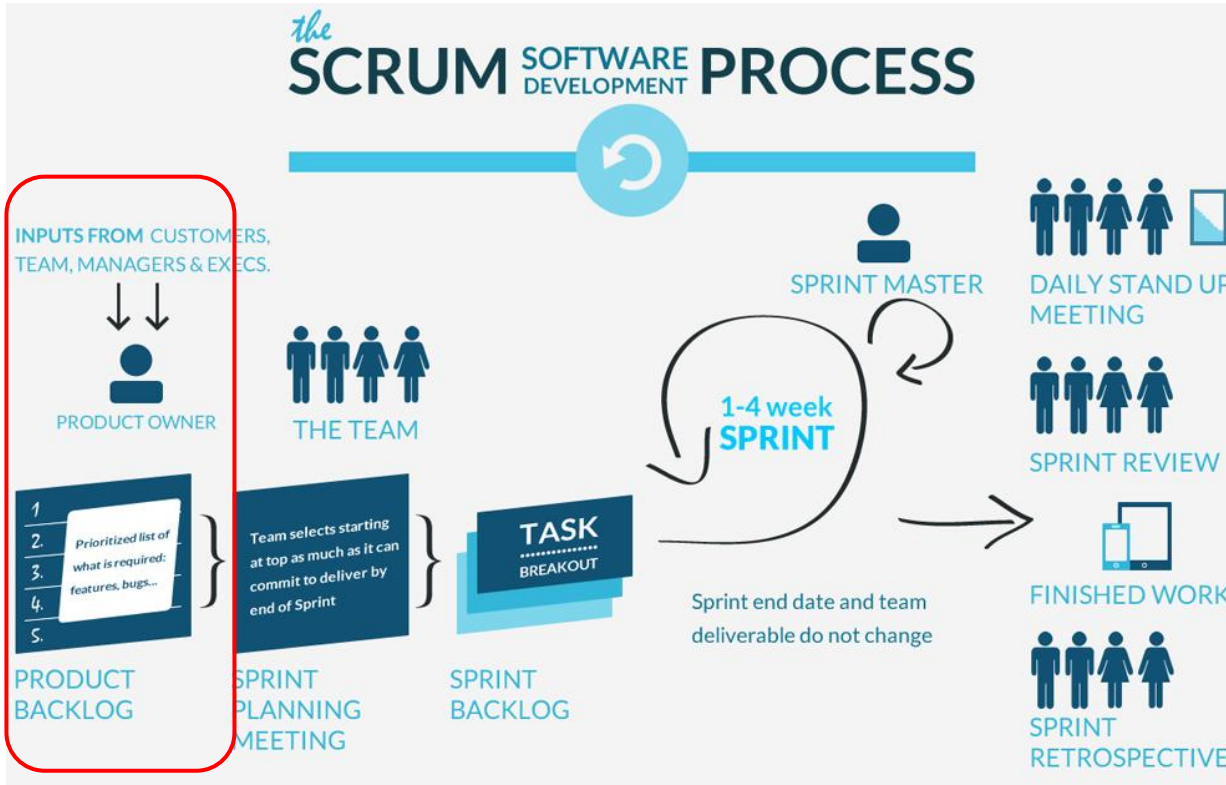 the
SCRUM SOFTWARE DEVELOPMENT PROCESS
INPUTS FROM CUSTOMERS,
TEAM, MANAGERS & EXECS.
PRODUCT OWNER
1
2.
3.
4.
5.
Prioritized list of
what is required:
features, bugs...
PRODUCT
BACKLOG
THE TEAM
Team selects starting
at top as much as it can
commit to deliver by
end of Sprint
SPRINT
PLANNING
MEETING
TASK
BREAKOUT
SPRINT
BACKLOG
1-4 week
SPRINT
Sprint end date and team
deliverable do not change
SPRINT MASTER
DAILY STAND UP
MEETING
SPRINT REVIEW
FINISHED WORK
SPRINT
RETROSPECTIVE